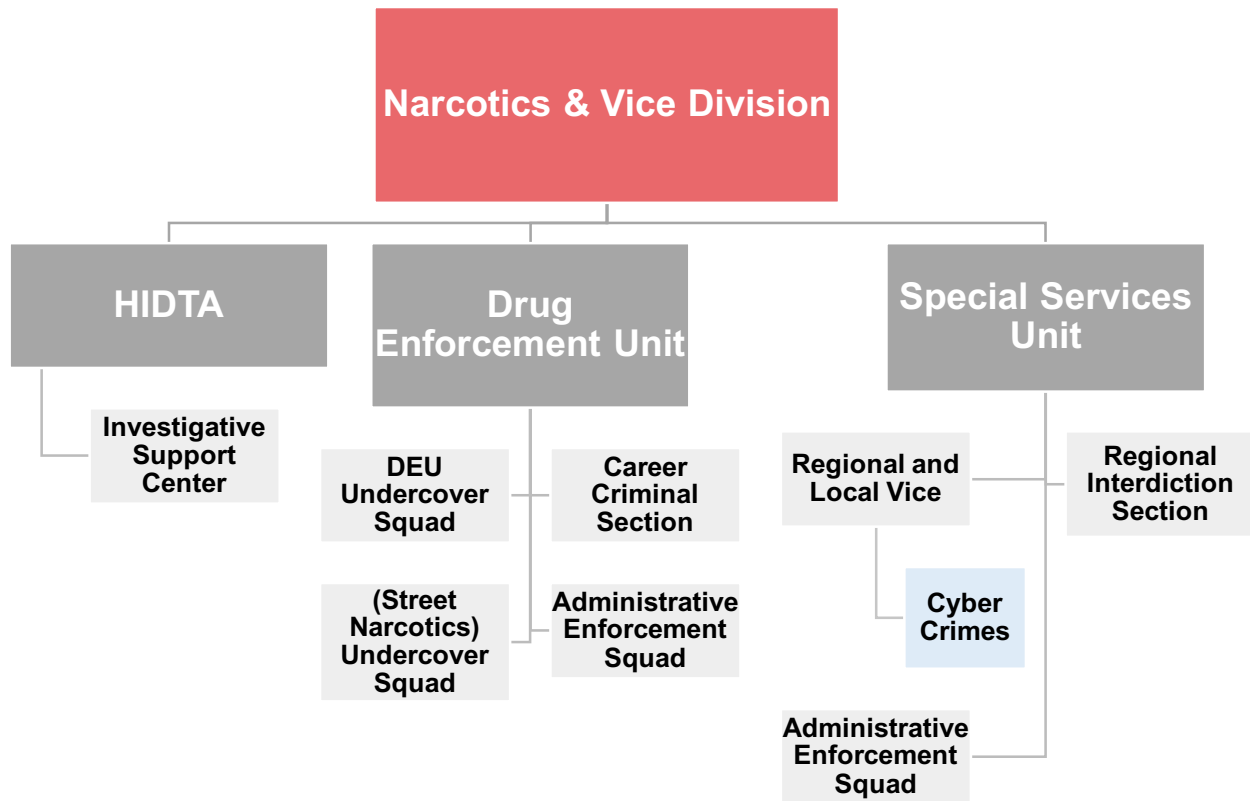 Narcotics & Vice Division
HIDTA
Drug
Enforcement Unit
Special Services
Unit
Investigative
Support
Center
DEU
Undercover
Squad
Career
Criminal
Section
(Street
Narcotics)
Undercover
Squad
Administrative
Enforcement
Squad
Regional and
Local Vice
Regional
Interdiction
Section
Cyber
Crimes
Administrative
Enforcement
Squad